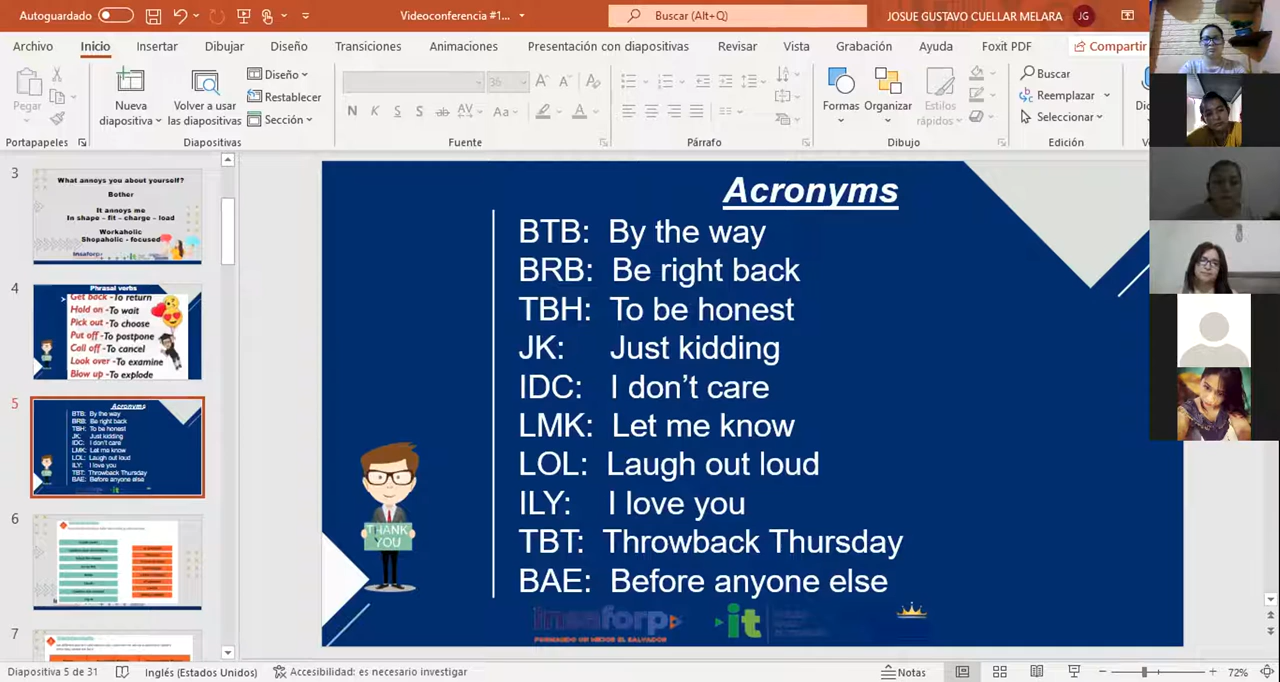 Autoguardado
Videoconferencia #1...
Buscar (Alt+Q)
JOSUE GUSTAVO CUELLAR MELARA
JG
Archivo Inicio Insertar Dibujar Diseño Transiciones Animaciones Presentación con diapositivas Revisar Vista Grabación Ayuda Foxit PDF Compartir
Pegar
Nueva diapositiva
Volver a usar las diapositivas
Diseño
Restablecer
Sección
36
N K S S ab AV Aa
Formas Organizar Estilos rápidos
Buscar
Reemplazar
Seleccionar
Portapapeles Diapositivas Fuente Párrafo Dibujo Edición
3
What annoys you about yourself?
Bother
It annoys me
In shape – fit – charge – load
Workaholic
Shopaholic - focused
insaforp
4
Phrasal verbs
Get back -To return
Hold on -To wait
Pick out -To choose
Put off -To postpone
Call off -To cancel
Look over -To examine
Blow up -To explode
5
Acronyms
BTB: By the way
BRB: Be right back
TBH: To be honest
JK: Just kidding
IDC: I don't care
LMK: Let me know
LOL: Laugh out loud
ILY: I love you
TBT: Throwback Thursday
BAE: Before anyone else
6
7
Acronyms
BTB: By the way
BRB: Be right back
TBH: To be honest
JK: Just kidding
IDC: I don’t care
LMK: Let me know
LOL: Laugh out loud
ILY: I love you
TBT: Throwback Thursday
BAE: Before anyone else
THANK
YOU
insaforp
FORMANDO UN MEJOR EL SALVADOR
it
Diapositiva 5 de 31
Inglés (Estados Unidos)
Accesibilidad: es necesario investigar
Notas
72%